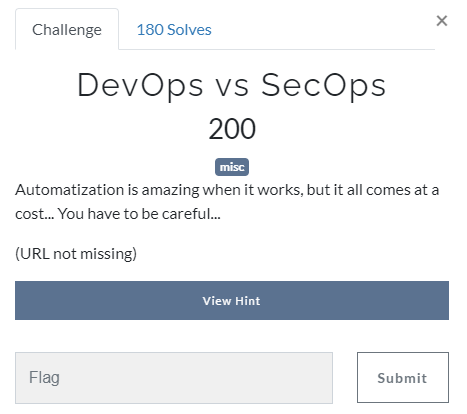 Challenge
180 Solves
×
DevOps vs SecOps
200
misc
Automatization is amazing when it works, but it all comes at a
cost... You have to be careful...
(URL not missing)
View Hint
Flag
Submit